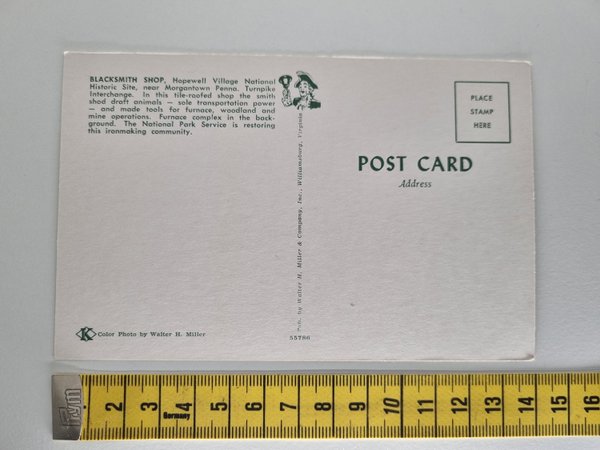 BLACKSMITH SHOP, Hopewell Village National
Historic Site, near Morgantown Penna. Turnpike
Interchange. In this tile-roofed shop the smith
shod draft animals — sole transportation power
— and made tools for furnace, woodland and
mine operations. Furnace complex in the back-
ground. The National Park Service is restoring
this ironmaking community.
PLACE
STAMP
HERE
POST CARD
Address
Pub. by Walter H. Miller & Company, Inc., Williamsburg, Virginia
K
Color Photo by Walter H. Miller
55786
2 3 4 5 6 7 8 9 10 11 12 13 14 15 16
Germany